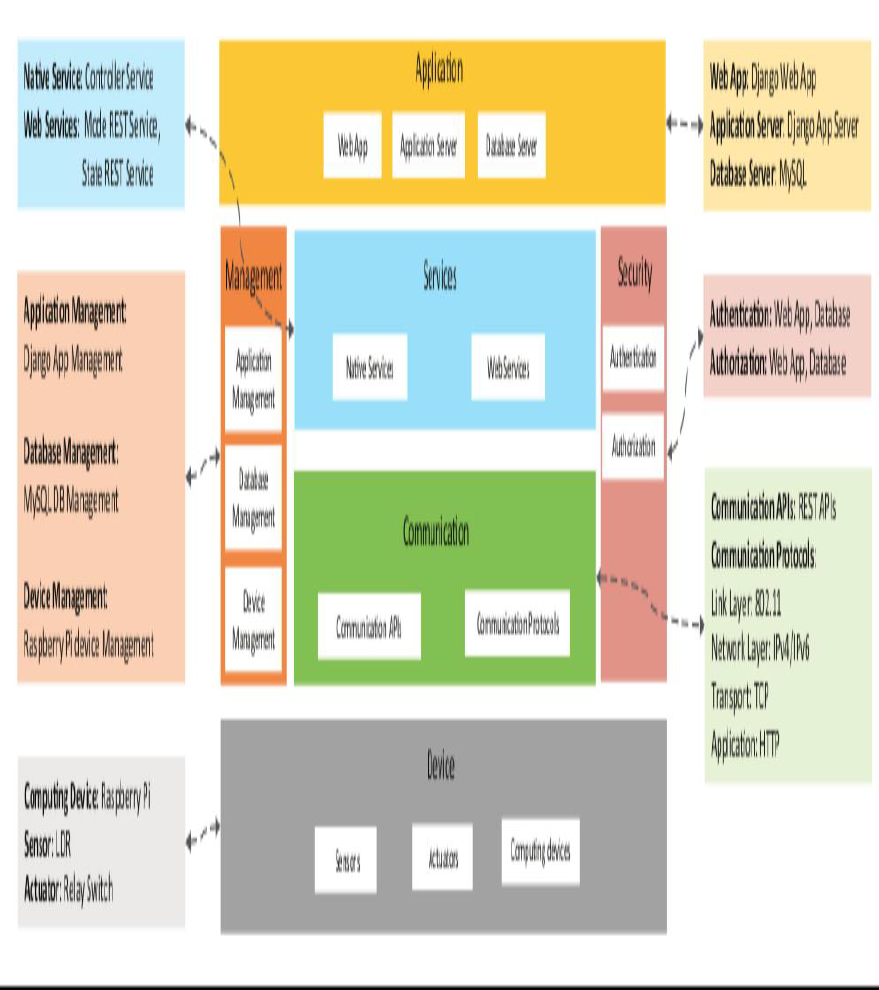 Native Service: Controller Service
Web Services: Mode REST Service,
State REST Service
Application
Web App
Application Server
Database Server
Web App: Django Web App
Application Server: Django App Server
Database Server: MySQL
Application Management:
Django App Management
Database Management:
MySQL DB Management
Device Management:
Raspberry Pi device Management
Management
Application
Management
Database
Management
Device
Management
Services
Native Services
Web Services
Communication
Communication APIs
Communication Protocols
Security
Authentication
Authorization
Authentication: Web App, Database
Authorization: Web App, Database
Communication APIs: REST APIs
Communication Protocols:
Link Layer: 802.11
Network Layer: IPv4/IPv6
Transport: TCP
Application: HTTP
Computing Device: Raspberry Pi
Sensor: LDR
Actuator: Relay Switch
Device
Sensors
Actuators
Computing devices